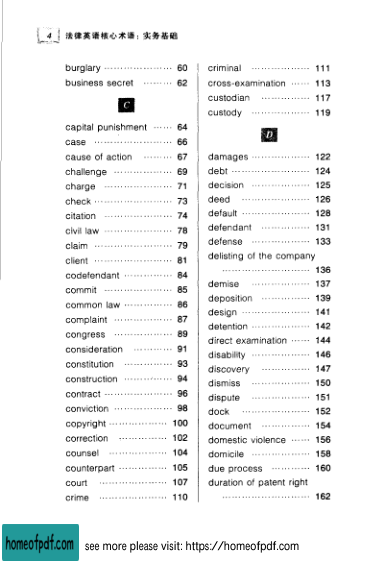 4 法律英语核心术语：实务基础
burglary ………………… 60
business secret ……… 62
C
capital punishment …… 64
case …………………… 66
cause of action ……… 67
challenge ……………… 69
charge ………………… 71
check …………………… 73
citation ………………… 74
civil law ……………… 78
claim …………………… 79
client …………………… 81
codefendant …………… 84
commit ………………… 85
common law …………… 86
complaint ……………… 87
congress ……………… 89
consideration ………… 91
constitution …………… 93
construction …………… 94
contract ………………… 96
conviction ……………… 98
copyright ……………… 100
correction …………… 102
counsel ……………… 104
counterpart …………… 105
court ………………… 107
crime ………………… 110
criminal ……………… 111
cross-examination …… 113
custodian …………… 117
custody ……………… 119
D
damages ……………… 122
debt …………………… 124
decision ……………… 125
deed ………………… 126
default ………………… 128
defendant …………… 131
defense ……………… 133
delisting of the company
……………………… 136
demise ……………… 137
deposition …………… 139
design ………………… 141
detention ……………… 142
direct examination …… 144
disability ……………… 146
discovery …………… 147
dismiss ……………… 150
dispute ……………… 151
dock ………………… 152
document …………… 154
domestic violence …… 156
domicile ……………… 158
due process ………… 160
duration of patent right
……………………… 162
homeofpdf.com see more please visit: https://homeofpdf.com